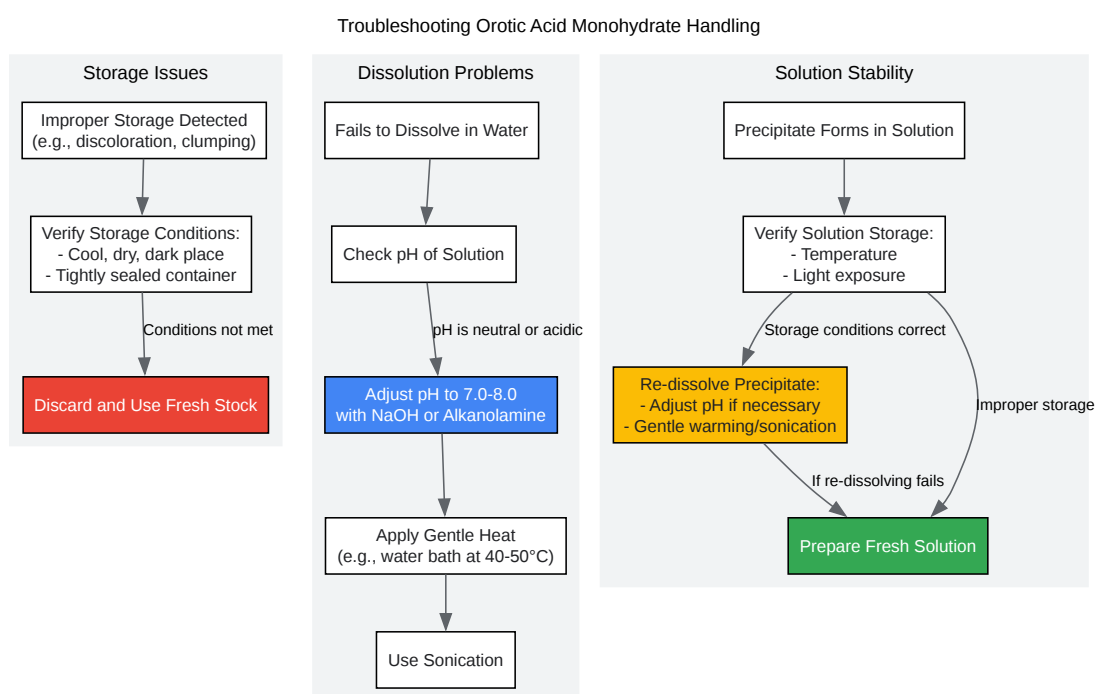 Troubleshooting Orotic Acid Monohydrate Handling
Storage Issues
Improper Storage Detected
(e.g., discoloration, clumping)
Verify Storage Conditions:
- Cool, dry, dark place
- Tightly sealed container
Conditions not met
Discard and Use Fresh Stock
Dissolution Problems
Fails to Dissolve in Water
Check pH of Solution
pH is neutral or acidic
Adjust pH to 7.0-8.0
with NaOH or Alkanolamine
Apply Gentle Heat
(e.g., water bath at 40-50°C)
Use Sonication
Solution Stability
Precipitate Forms in Solution
Verify Solution Storage:
- Temperature
- Light exposure
Storage conditions correct
Re-dissolve Precipitate:
- Adjust pH if necessary
- Gentle warming/sonication
Improper storage
If re-dissolving fails
Prepare Fresh Solution